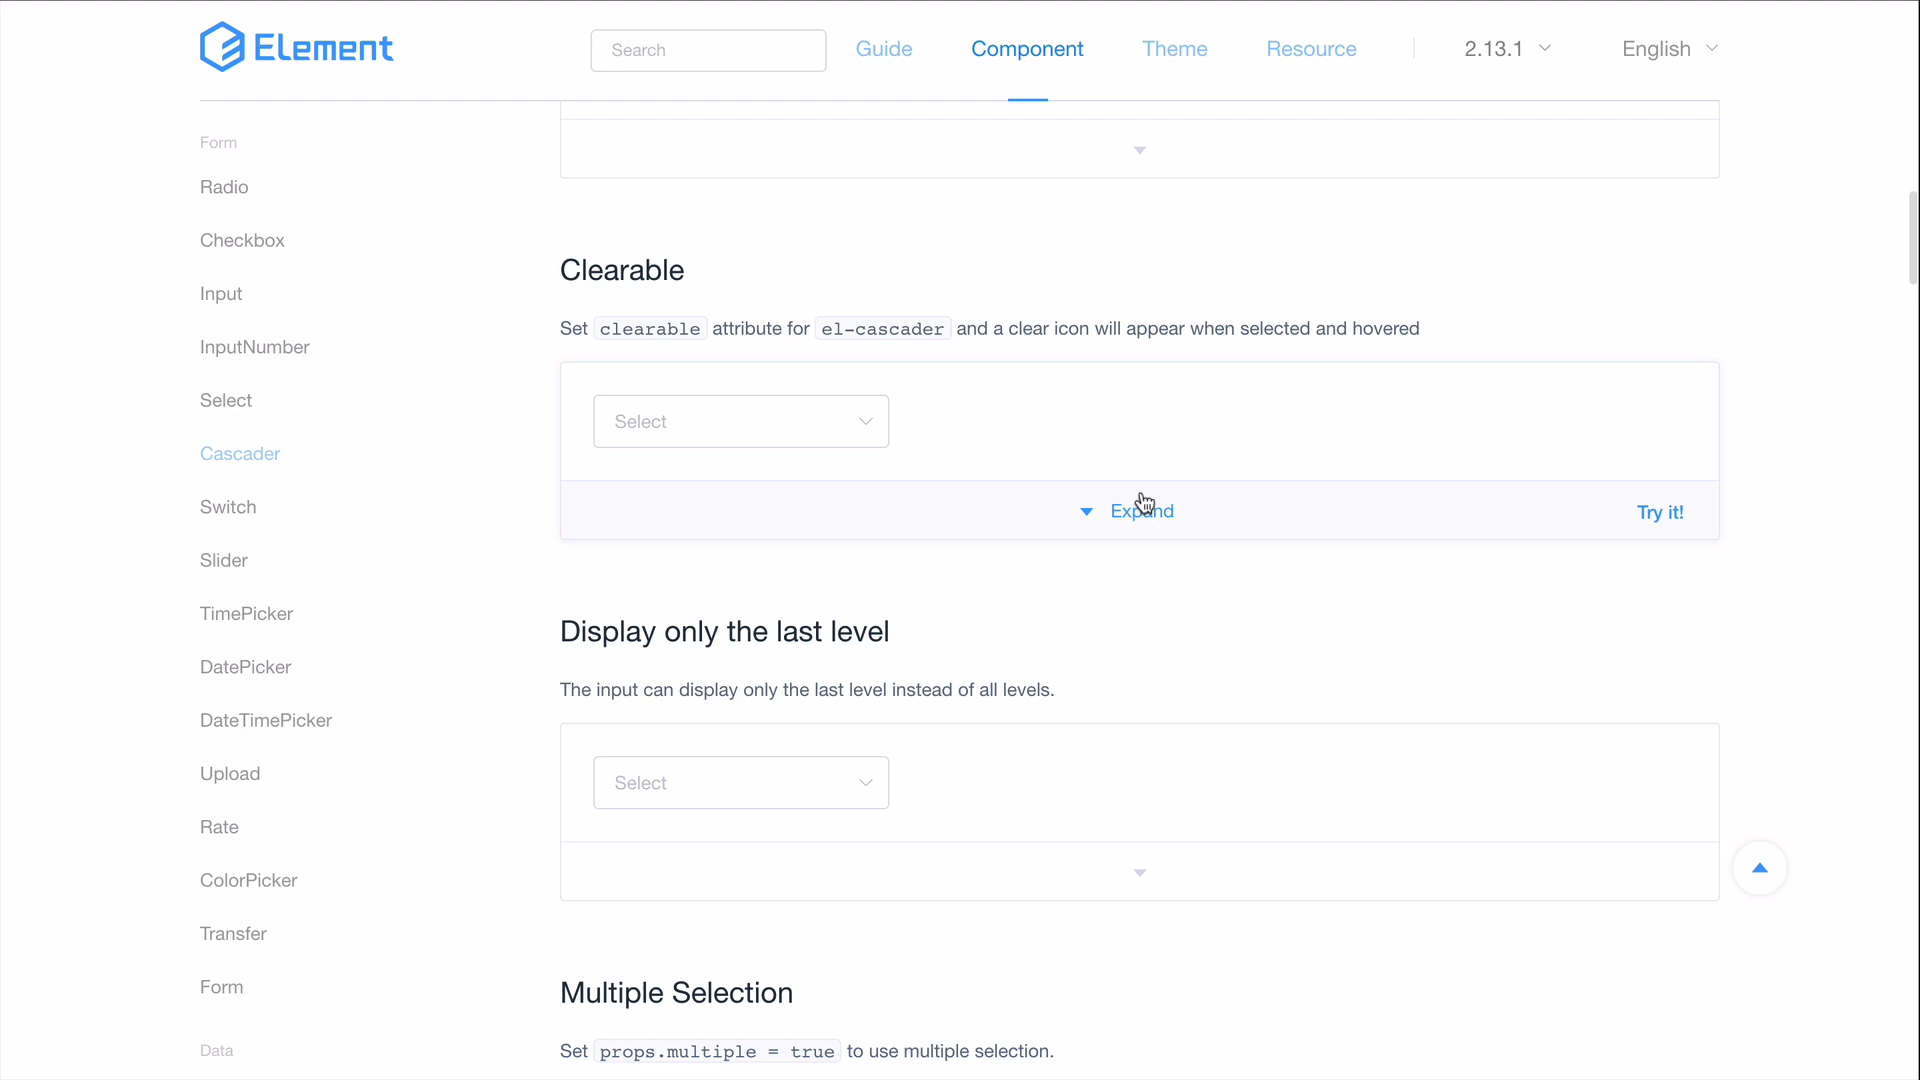 Element
Search
Guide
Component
Theme
Resource
2.13.1
English
Form
Radio
Checkbox
Input
InputNumber
Select
Cascader
Switch
Slider
TimePicker
DatePicker
DateTimePicker
Upload
Rate
ColorPicker
Transfer
Form
Data
Clearable
Set clearable attribute for el-cascader and a clear icon will appear when selected and hovered
Select
Expand
Try it!
Display only the last level
The input can display only the last level instead of all levels.
Select
Multiple Selection
Set props.multiple = true to use multiple selection.